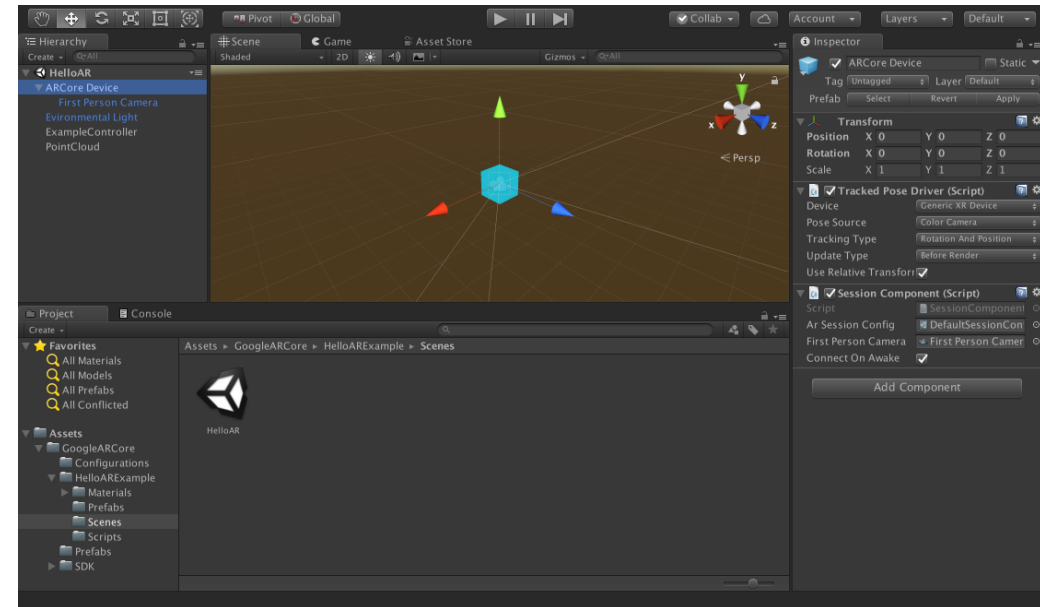 Pivot Global Collab Account Layers Default
Hierarchy
Create All
HelloAR
ARCore Device
First Person Camera
Evironmental Light
ExampleController
PointCloud
Scene Game Asset Store
Shaded 2D Gizmos All
y
x z
Persp
Inspector
ARCore Device Static
Tag Untagged Layer Default
Prefab Select Revert Apply
Transform
Position X 0 Y 0 Z 0
Rotation X 0 Y 0 Z 0
Scale X 1 Y 1 Z 1
Tracked Pose Driver (Script)
Device Generic XR Device
Pose Source Color Camera
Tracking Type Rotation And Position
Update Type Before Render
Use Relative Transforr
Session Component (Script)
Script SessionComponent
Ar Session Config DefaultSessionCon
First Person Camera First Person Camer
Connect On Awake
Add Component
Project Console
Create
Favorites
All Materials
All Models
All Prefabs
All Conflicted
Assets
GoogleARCore
Configurations
HelloARExample
Materials
Prefabs
Scenes
Scripts
Prefabs
SDK
Assets GoogleARCore HelloARExample Scenes
HelloAR